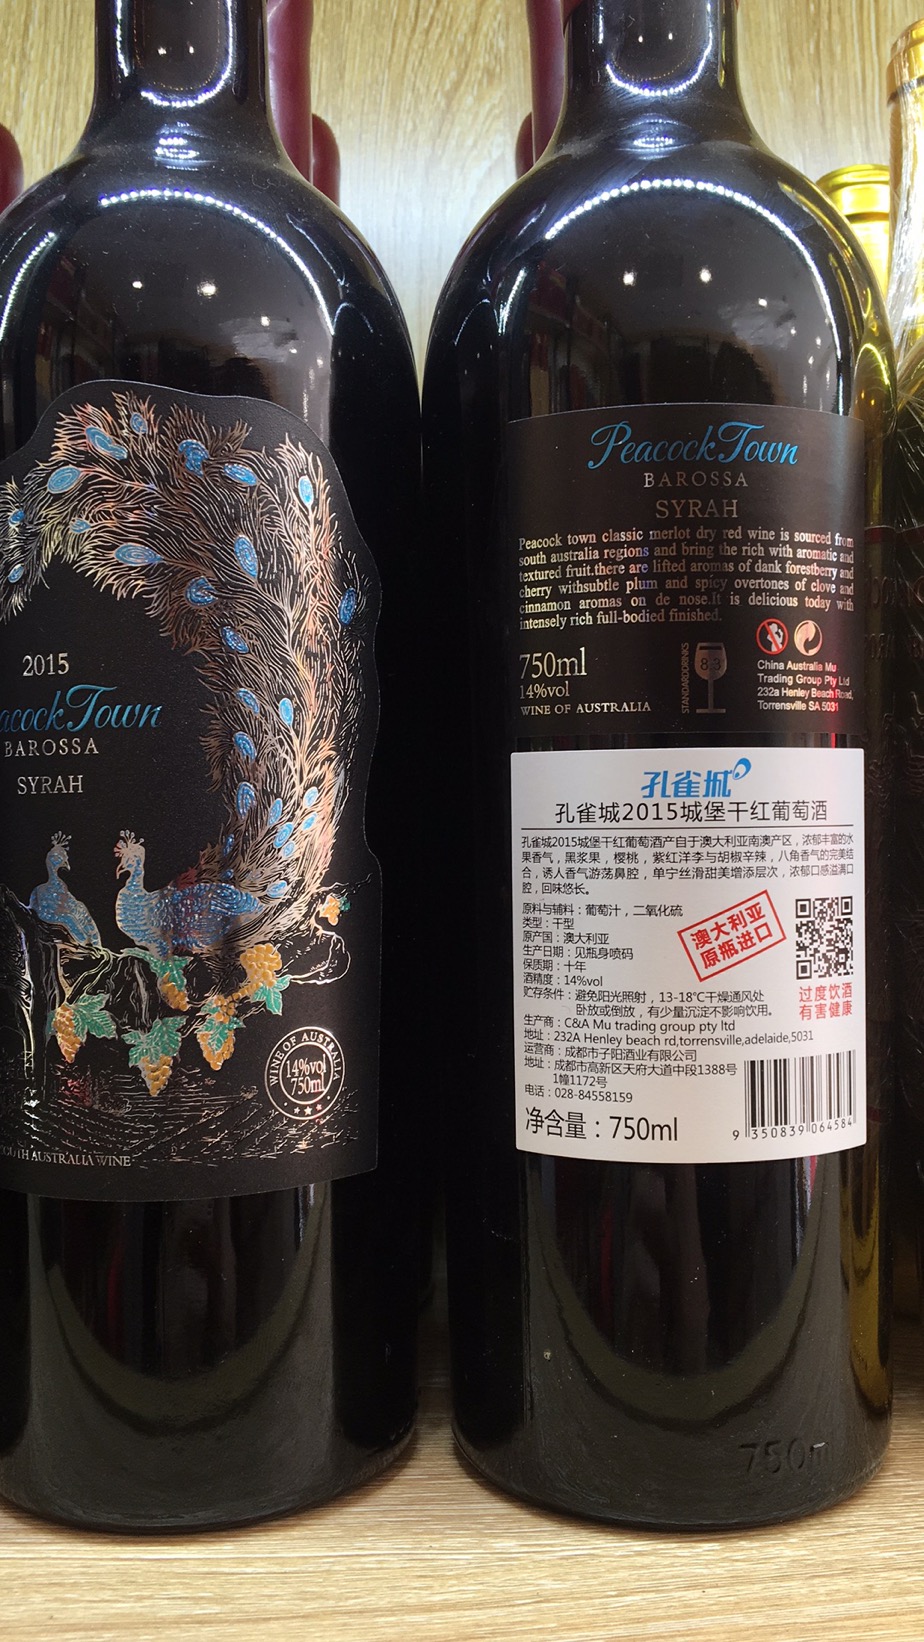 2015
acockTown
BAROSSA
SYRAH
WINE OF AUSTRALIA
14%vol
750ml
SOUTH AUSTRALIA WINE
PeacockTown
BAROSSA
SYRAH
Peacock town classic merlot dry red wine is sourced from
south australia regions and bring the rich with aromatic and
textured fruit.there are lifted aromas of dank forestberry and
cherry withsubtle plum and spicy overtones of clove and
cinnamon aromas on de nose.It is delicious today with
intensely rich full-bodied finished.
750ml
14%vol
WINE OF AUSTRALIA
STANDARDDRINKS
8.3
China Australia Mu
Trading Group Pty Ltd
232a Henley Beach Road,
Torrensville SA 5031
孔雀城
孔雀城2015城堡干红葡萄酒
孔雀城2015城堡干红葡萄酒产自于澳大利亚南澳产区，浓郁丰富的水
果香气，黑浆果，樱桃，紫红洋李与胡椒辛辣，八角香气的完美结
合，诱人香气游荡鼻腔，单宁丝滑甜美增添层次，浓郁口感溢满口
腔，回味悠长。
原料与辅料：葡萄汁，二氧化硫
类型：干型
原产国：澳大利亚
生产日期：见瓶身喷码
保质期：十年
酒精度：14%vol
贮存条件：避免阳光照射，13-18℃干燥通风处
卧放或倒放，有少量沉淀不影响饮用。
生产商：C&A Mu trading group pty ltd
地址：232A Henley beach rd,torrensville,adelaide,5031
运营商：成都市子阳酒业有限公司
地址：成都市高新区天府大道中段1388号
1幢1172号
电话：028-84558159
净含量：750ml
澳大利亚
原瓶进口
过度饮酒
有害健康
9 350839 064584
750m